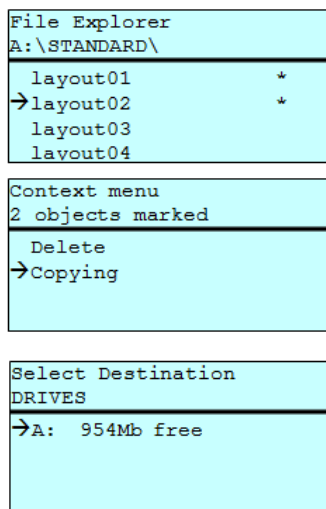 File Explorer
A:\STANDARD\
layout01 *
→layout02 *
layout03
layout04
Context menu
2 objects marked
Delete
→Copying
Select Destination
DRIVES
→A: 954Mb free